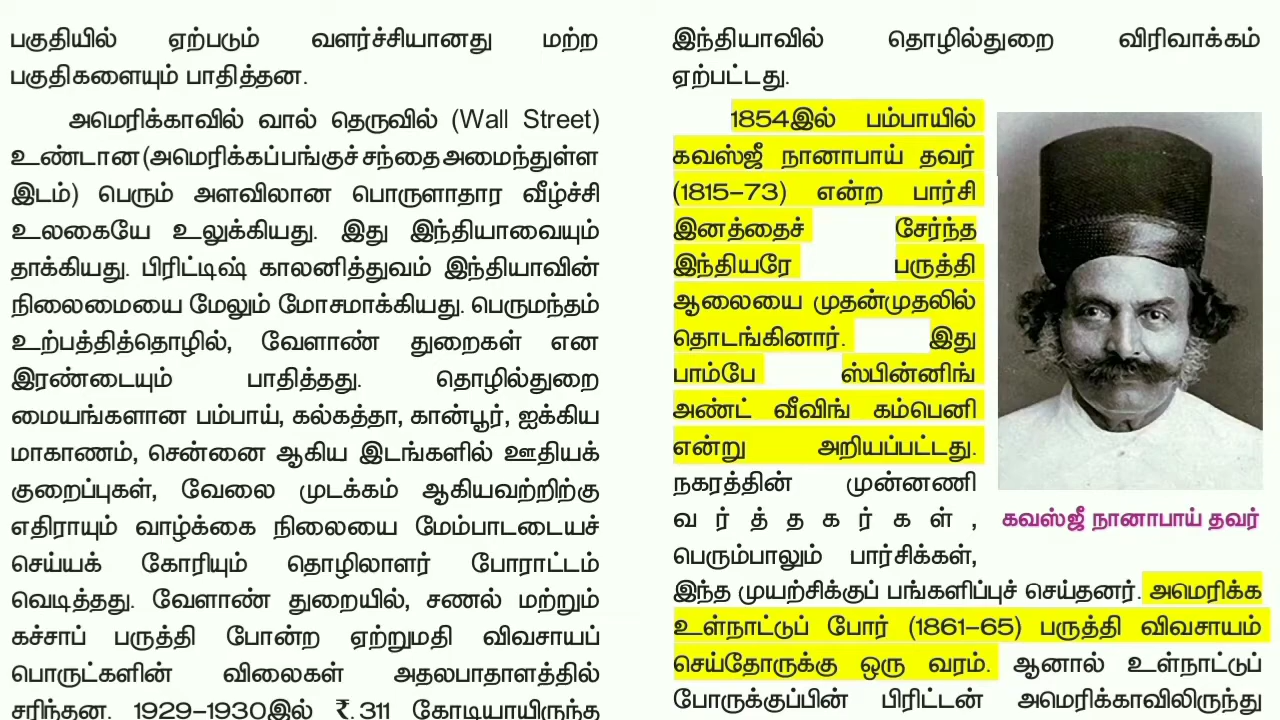 பகுதியில் ஏற்படும் வளர்ச்சியானது மற்ற
பகுதிகளையும் பாதித்தன.
அமெரிக்காவில் வால் தெருவில் (Wall Street)
உண்டான (அமெரிக்கப் பங்குச் சந்தை அமைந்துள்ள
இடம்) பெரும் அளவிலான பொருளாதார வீழ்ச்சி
உலகையே உலுக்கியது. இது இந்தியாவையும்
தாக்கியது. பிரிட்டிஷ் காலனித்துவம் இந்தியாவின்
நிலைமையை மேலும் மோசமாக்கியது. பெருமந்தம்
உற்பத்தித்தொழில், வேளாண் துறைகள் என
இரண்டையும் பாதித்தது. தொழில்துறை
மையங்களான பம்பாய், கல்கத்தா, கான்பூர், ஐக்கிய
மாகாணம், சென்னை ஆகிய இடங்களில் ஊதியக்
குறைப்புகள், வேலை முடக்கம் ஆகியவற்றிற்கு
எதிராயும் வாழ்க்கை நிலையை மேம்பாடடையச்
செய்யக் கோரியும் தொழிலாளர் போராட்டம்
வெடித்தது. வேளாண் துறையில், சணல் மற்றும்
கச்சாப் பருத்தி போன்ற ஏற்றுமதி விவசாயப்
பொருட்களின் விலைகள் அதலபாதாளத்தில்
சரிந்தன. 1929–1930இல் ₹.311 கோடியாயிருந்த
இந்தியாவில் தொழில்துறை விரிவாக்கம்
ஏற்பட்டது.
1854இல் பம்பாயில்
கவஸ்ஜீ நானாபாய் தவர்
(1815–73) என்ற பார்சி
இனத்தைச் சேர்ந்த
இந்தியரே பருத்தி
ஆலையை முதன்முதலில்
தொடங்கினார். இது
பாம்பே ஸ்பின்னிங்
அண்ட் வீவிங் கம்பெனி
என்று அறியப்பட்டது.
நகரத்தின் முன்னணி
வர்த்தகர்கள்,
பெரும்பாலும் பார்சிக்கள்,
கவஸ்ஜீ நானாபாய் தவர்
இந்த முயற்சிக்குப் பங்களிப்புச் செய்தனர். அமெரிக்க
உள்நாட்டுப் போர் (1861–65) பருத்தி விவசாயம்
செய்தோருக்கு ஒரு வரம். ஆனால் உள்நாட்டுப்
போருக்குப்பின் பிரிட்டன் அமெரிக்காவிலிருந்து